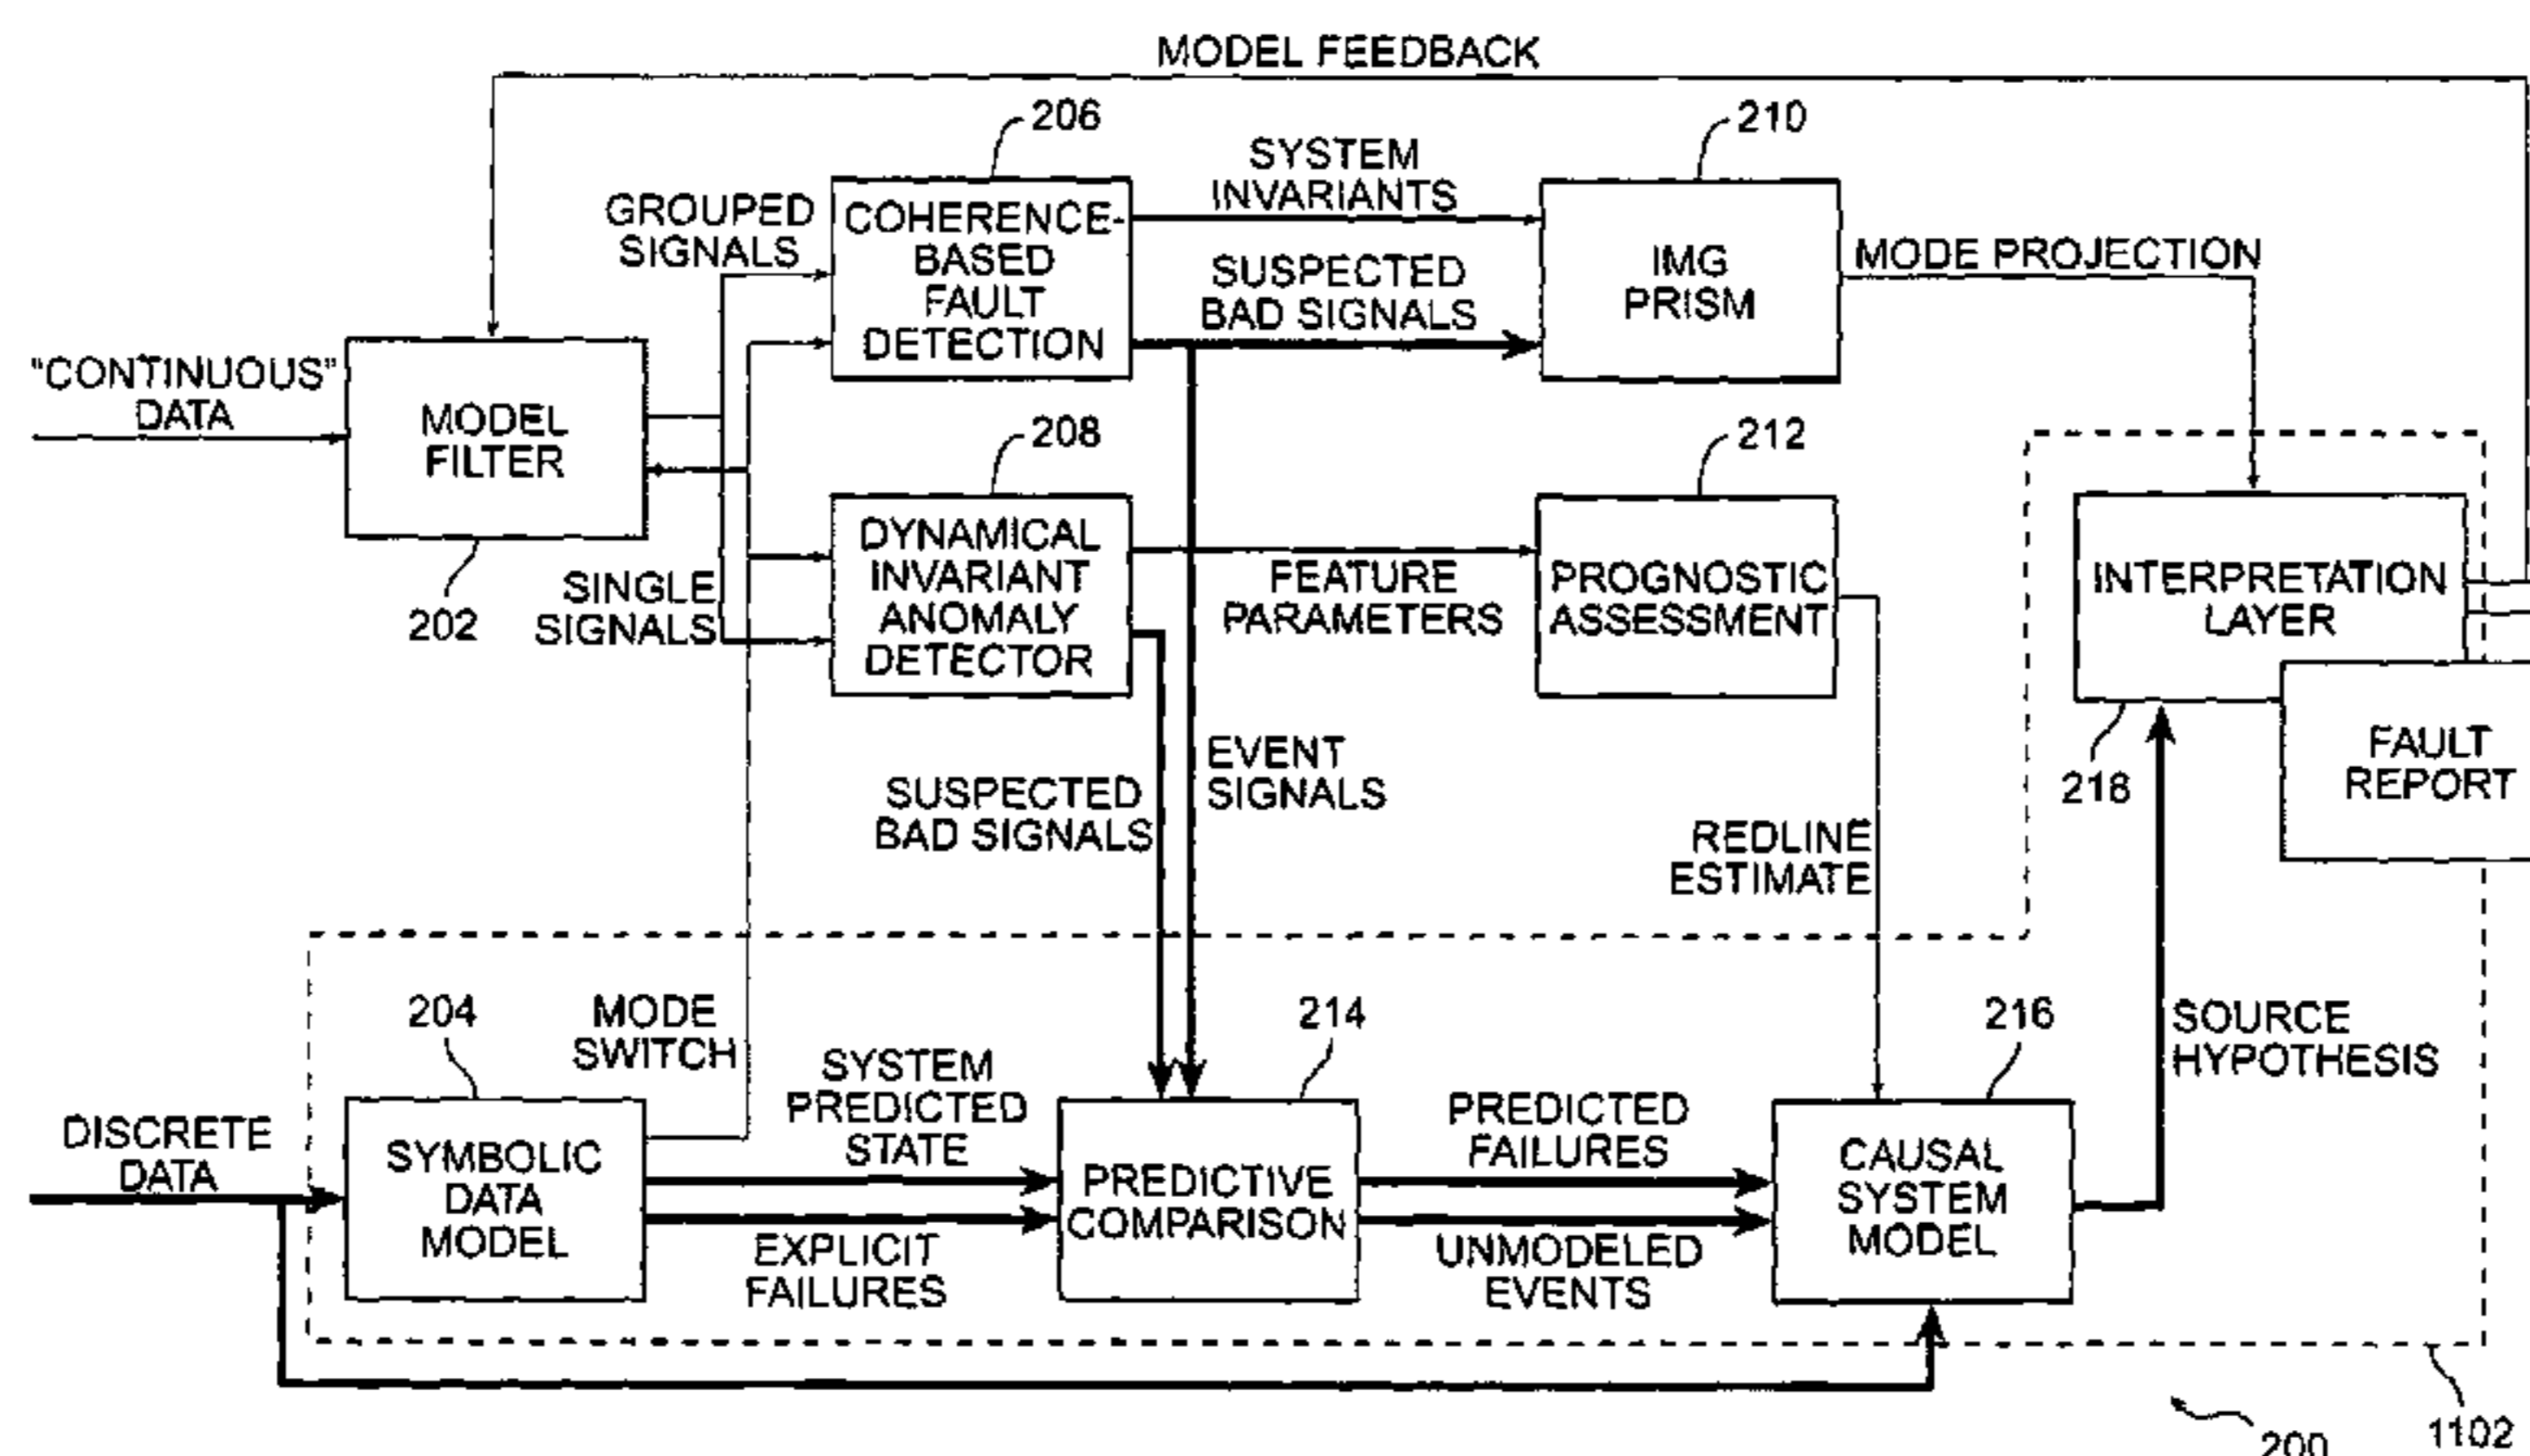 MODEL FEEDBACK
206
210
SYSTEM
INVARIANTS
GROUPED
SIGNALS
COHERENCE-
BASED
FAULT
DETECTION
SUSPECTED
BAD SIGNALS
IMG
PRISM
MODE PROJECTION
"CONTINUOUS"
DATA
MODEL
FILTER
202
208
212
SINGLE
SIGNALS
DYNAMICAL
INVARIANT
ANOMALY
DETECTOR
FEATURE
PARAMETERS
PROGNOSTIC
ASSESSMENT
INTERPRETATION
LAYER
218
FAULT
REPORT
SUSPECTED
BAD SIGNALS
EVENT
SIGNALS
REDLINE
ESTIMATE
204
MODE
SWITCH
214
216
SOURCE
HYPOTHESIS
DISCRETE
DATA
SYMBOLIC
DATA
MODEL
SYSTEM
PREDICTED
STATE
EXPLICIT
FAILURES
PREDICTIVE
COMPARISON
PREDICTED
FAILURES
UNMODELED
EVENTS
CAUSAL
SYSTEM
MODEL
200
1102